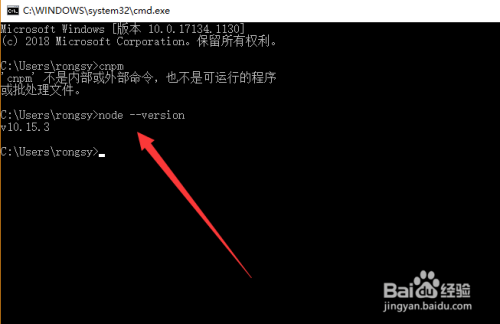 C:\WINDOWS\system32\cmd.exe
Microsoft Windows [版本 10.0.17134.1130]
(c) 2018 Microsoft Corporation。保留所有权利。
C:\Users\rongsy>cnpm
'cnpm' 不是内部或外部命令，也不是可运行的程序
或批处理文件。
C:\Users\rongsy>node --version
v10.15.3
C:\Users\rongsy>
Baidu 经验
jingyan.baidu.com